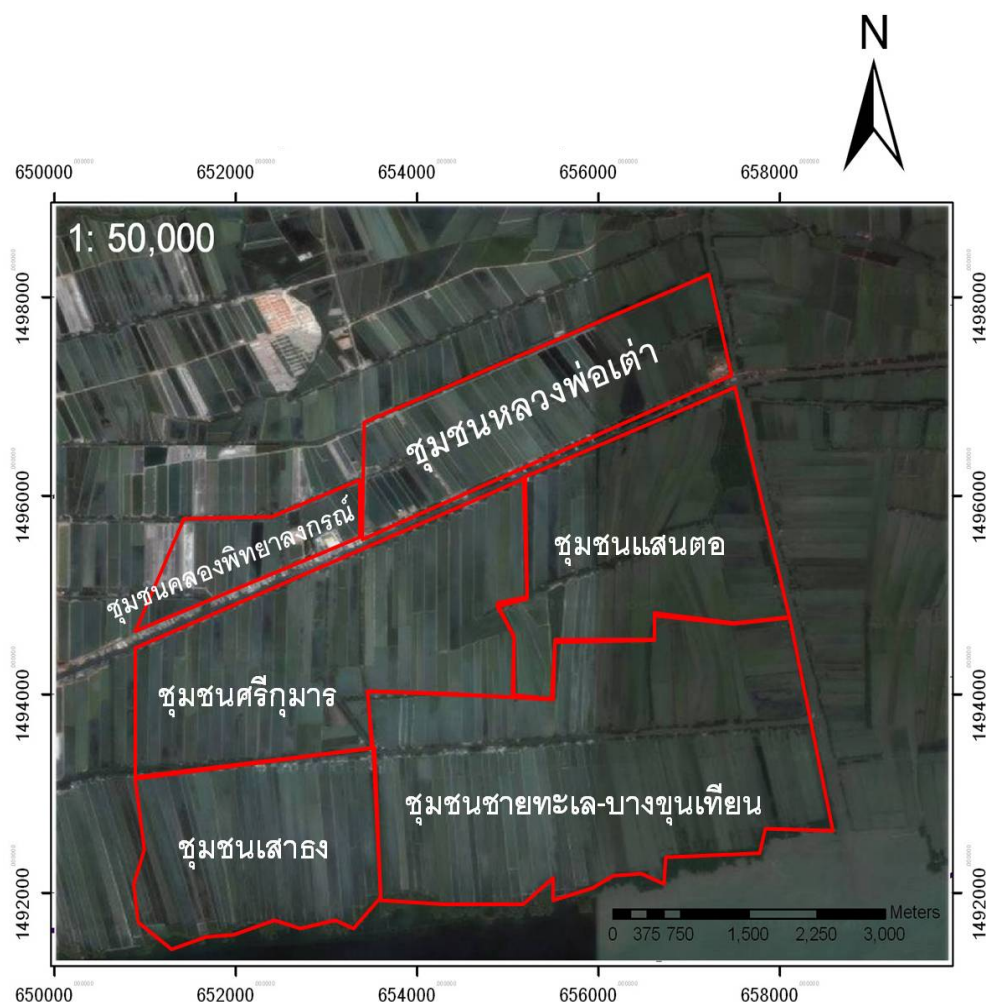 N
650000 652000 654000 656000 658000
1: 50,000
1498000 1498000
ชุมชนหลวงพ่อเต่า
1496000 1496000
ชุมชนคลองพิทยาลงกรณ์
ชุมชนแสนตอ
ชุมชนศรีกุมาร
1494000 1494000
ชุมชนชายทะเล-บางขุนเทียน
ชุมชนเสาธง
1492000 1492000
Meters
0 375 750 1,500 2,250 3,000
650000 652000 654000 656000 658000